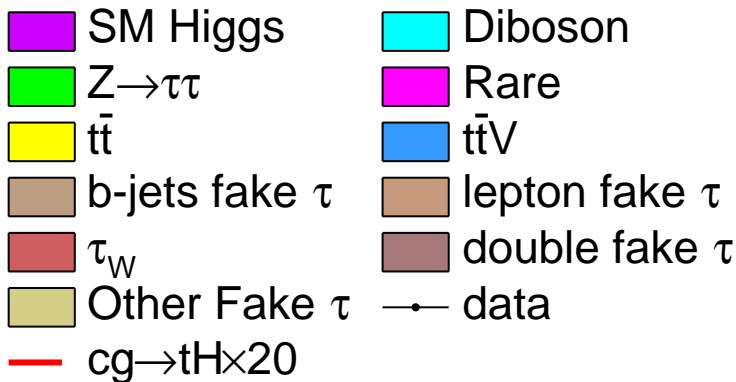 SM Higgs Diboson
Z→ττ Rare
tt̄ tt̄V
b-jets fake τ lepton fake τ
τ_W double fake τ
Other Fake τ data
cg→tH×20